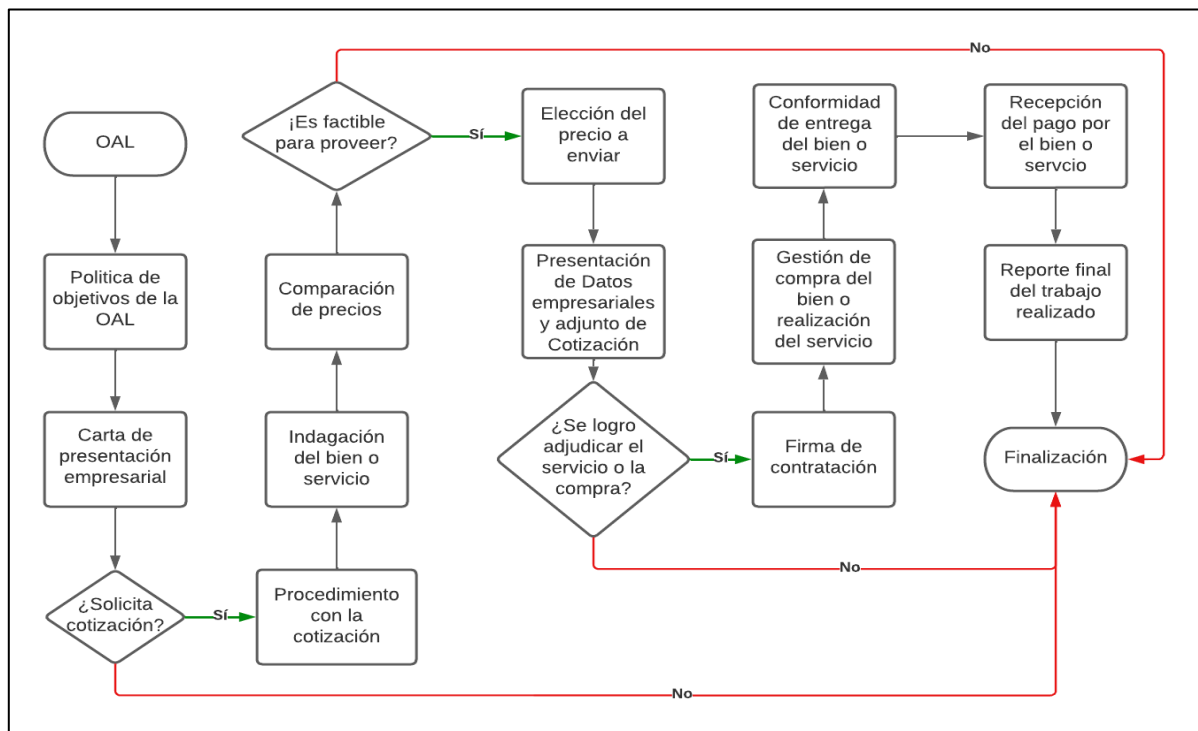 OAL
Politica de
objetivos de la
OAL
Carta de
presentación
empresarial
¿Solicita
cotización?
Sí
No
Procedimiento
con la
cotización
Indagación
del bien o
servicio
Comparación
de precios
¡Es factible
para proveer?
Sí
No
Elección del
precio a
enviar
Presentación
de Datos
empresariales
y adjunto de
Cotización
¿Se logro
adjudicar el
servicio o la
compra?
Sí
No
Firma de
contratación
Gestión de
compra del
bien o
realización
del servicio
Conformidad
de entrega
del bien o
servicio
Recepción
del pago por
el bien o
servcio
Reporte final
del trabajo
realizado
Finalización